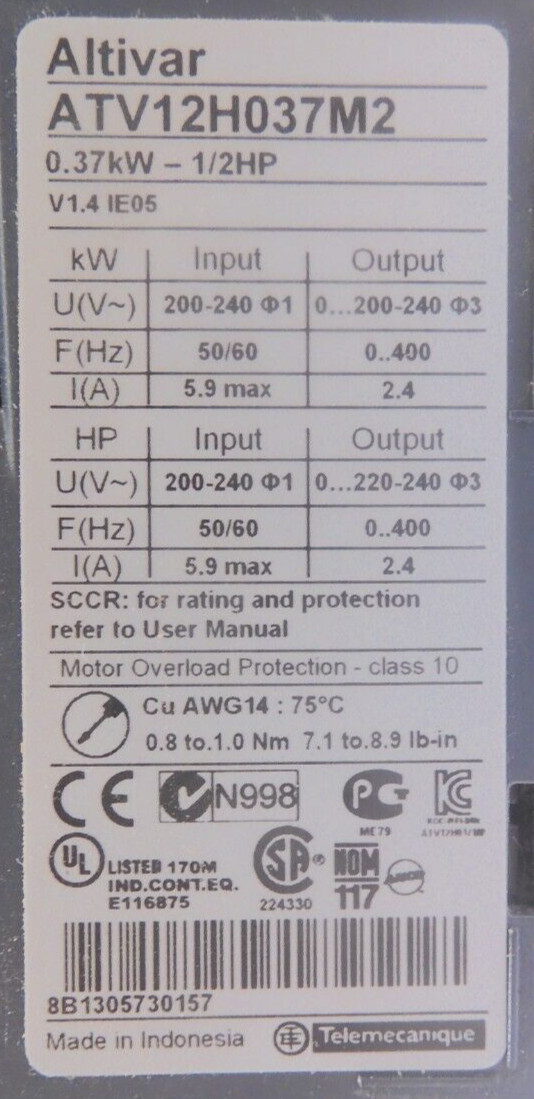 Altivar
ATV12H037M2
0.37kW – 1/2HP
V1.4 IE05
kW Input Output
U(V~) 200-240 Φ1 0...200-240 Φ3
F(Hz) 50/60 0..400
I(A) 5.9 max 2.4
HP Input Output
U(V~) 200-240 Φ1 0...220-240 Φ3
F(Hz) 50/60 0..400
I(A) 5.9 max 2.4
SCCR: for rating and protection
refer to User Manual
Motor Overload Protection - class 10
Cu AWG14 : 75°C
0.8 to.1.0 Nm 7.1 to.8.9 lb-in
CE N998 PG KC
ME79
UL LISTED 170M
IND.CONT.EQ.
E116875
SA ®
224330
NOM
117
8B1305730157
Made in Indonesia Telemecanique